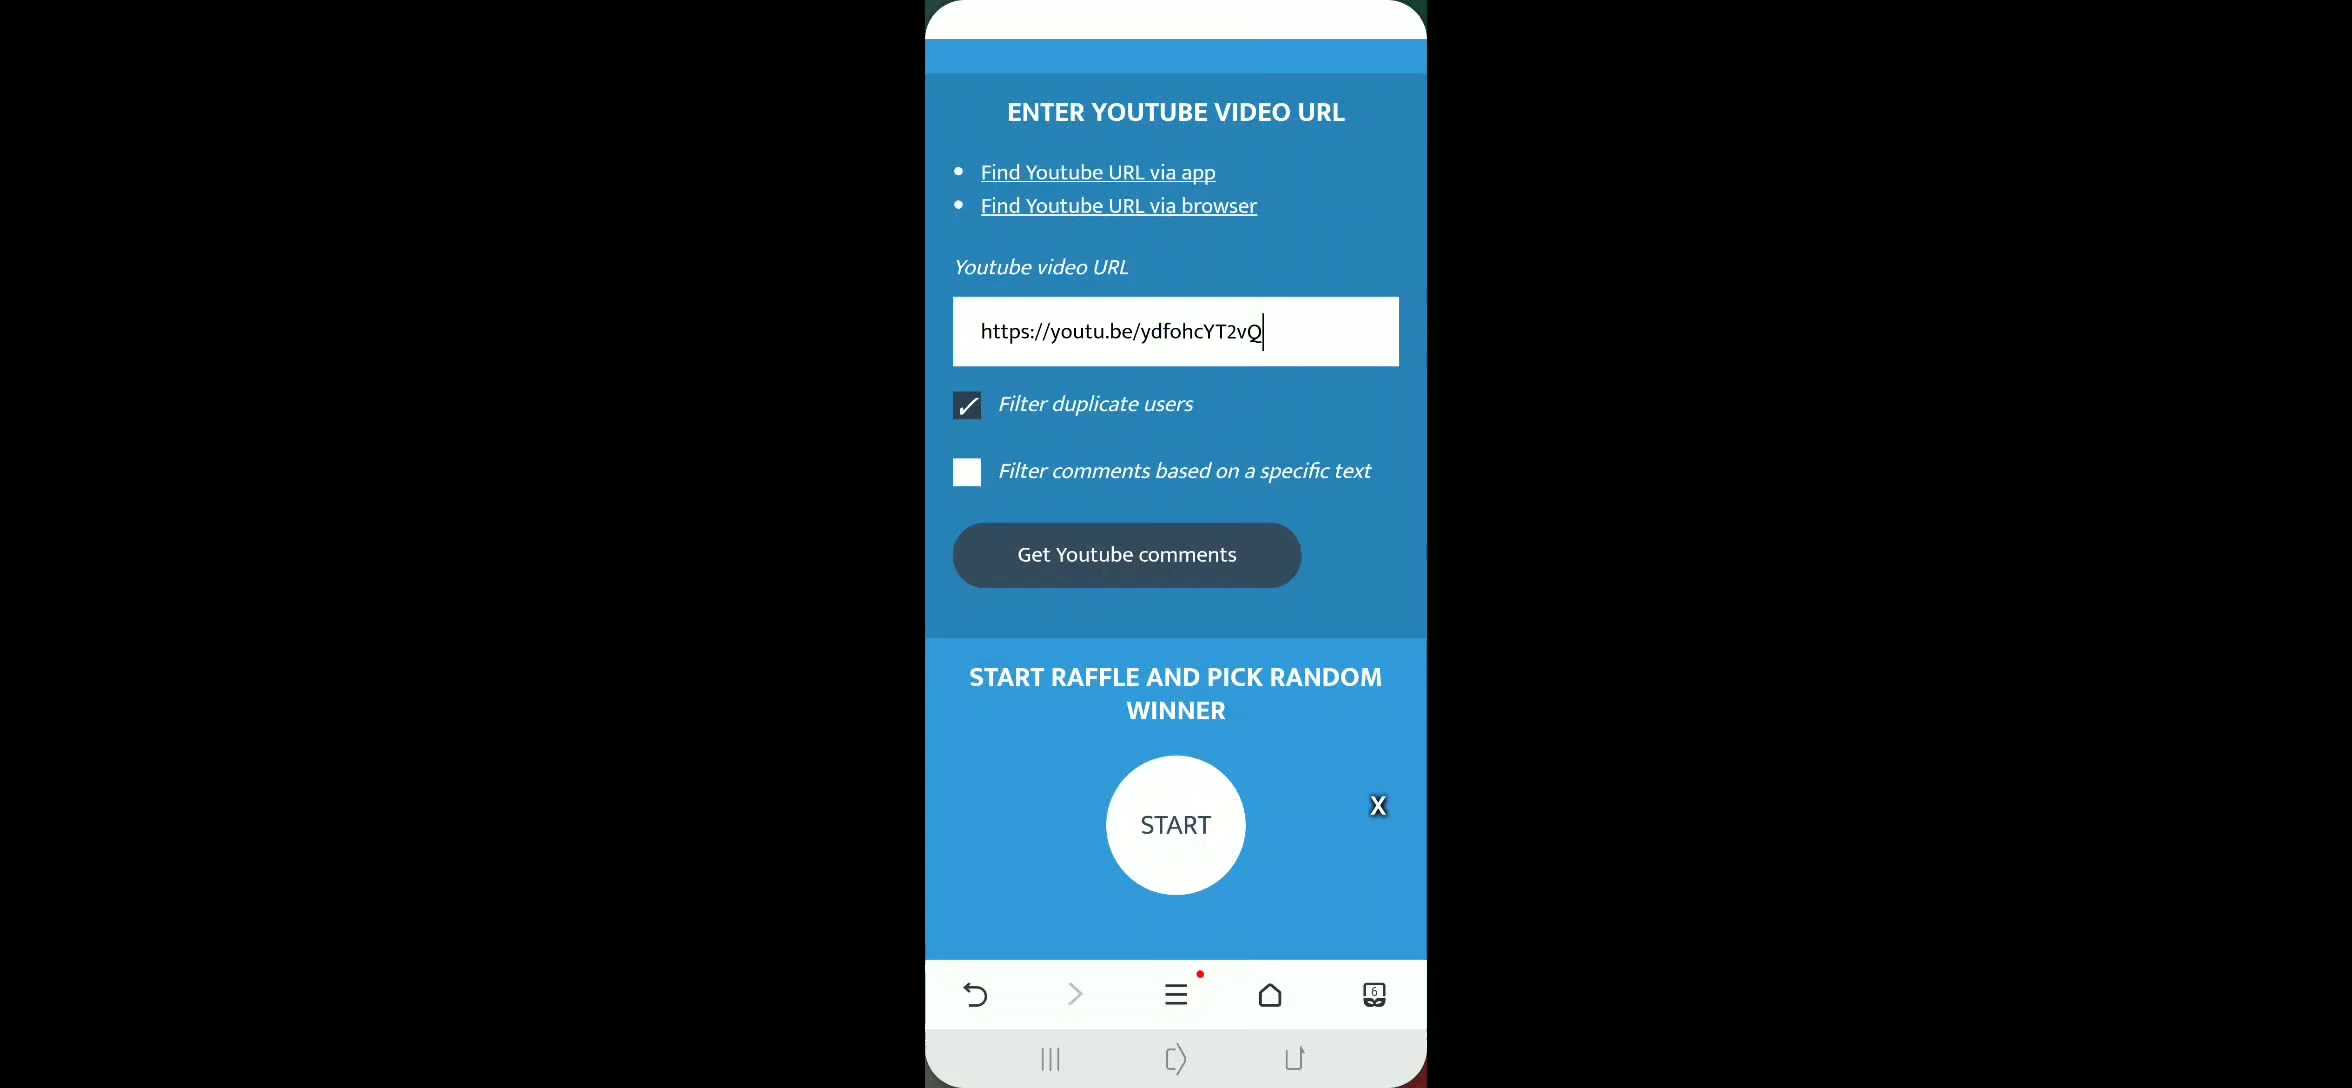 ENTER YOUTUBE VIDEO URL
Find Youtube URL via app
Find Youtube URL via browser
Youtube video URL
https://youtu.be/ydfohcYT2vQ
Filter duplicate users
Filter comments based on a specific text
Get Youtube comments
START RAFFLE AND PICK RANDOM
WINNER
START
X
6